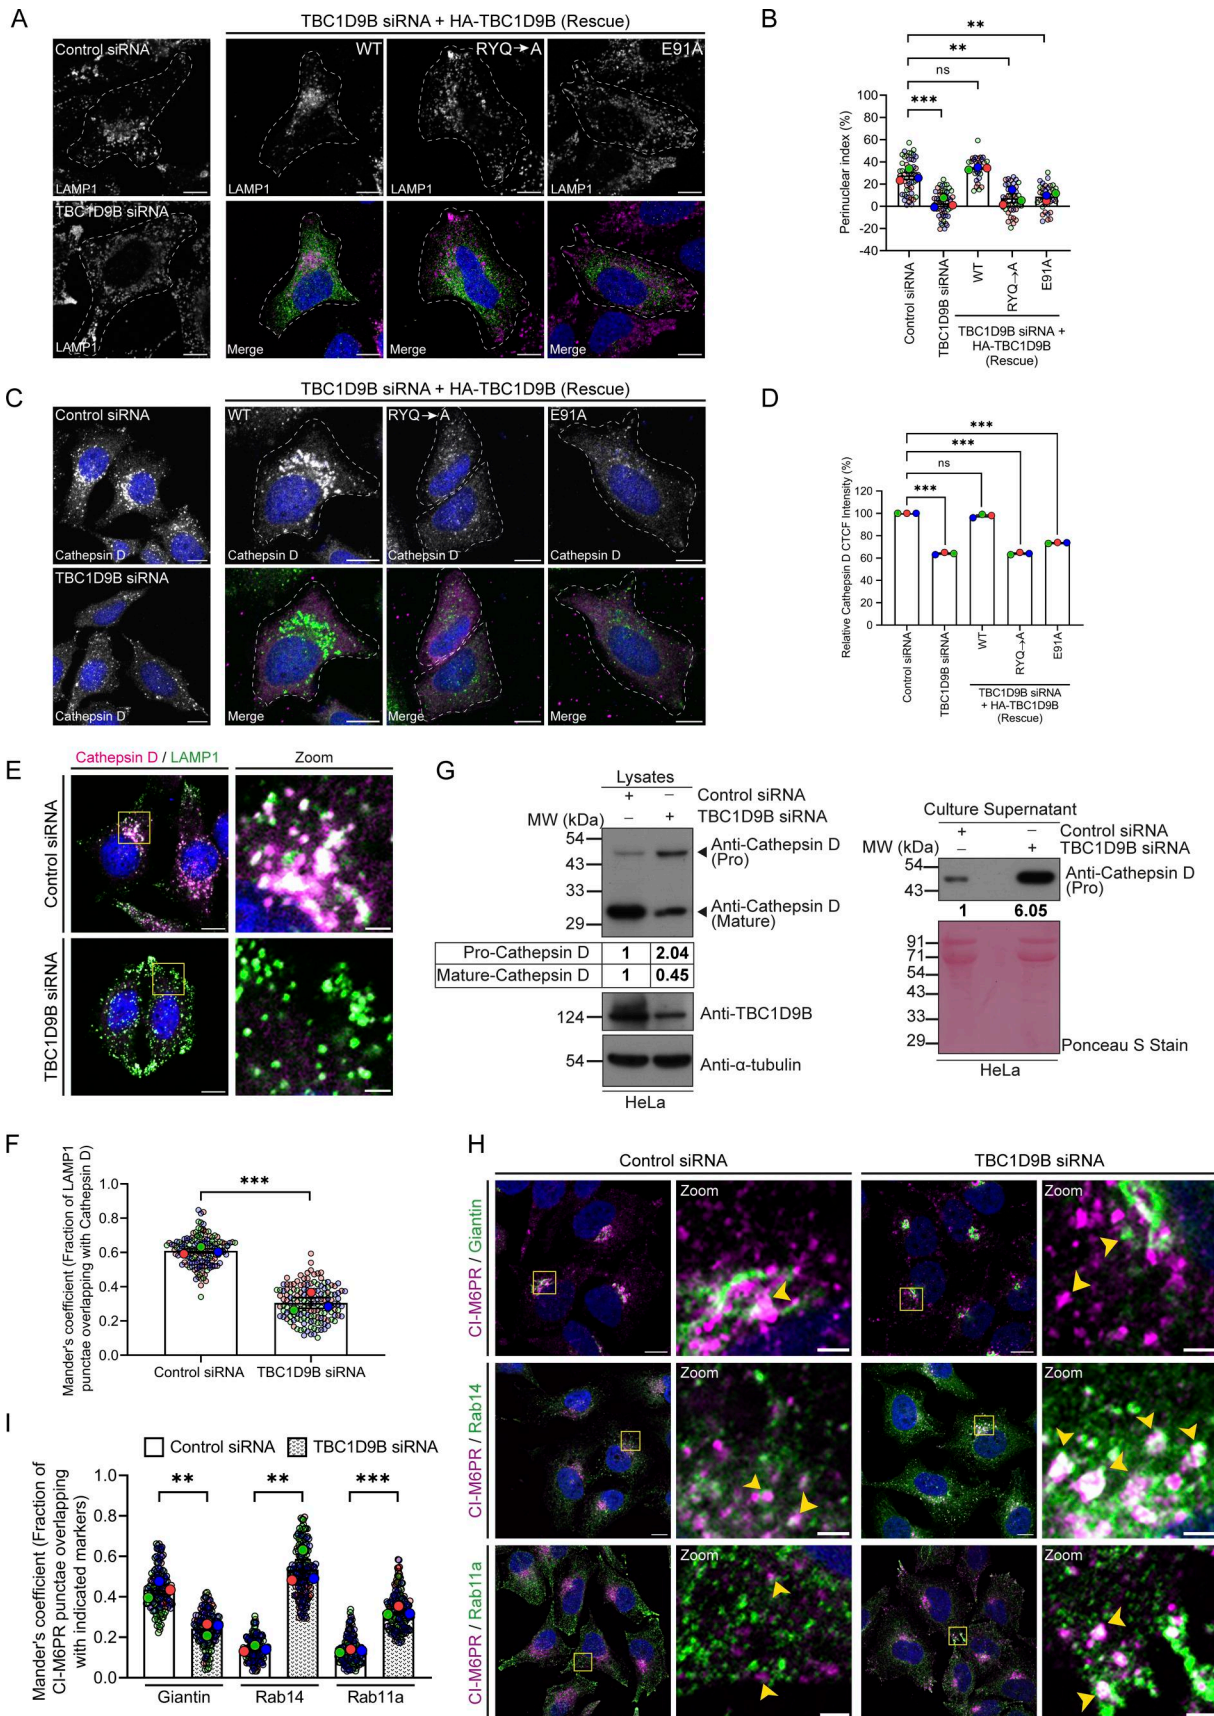 A
TBC1D9B siRNA + HA-TBC1D9B (Rescue)
Control siRNA
WT
RYQ→A
E91A
LAMP1
LAMP1
LAMP1
LAMP1
TBC1D9B siRNA
LAMP1
Merge
Merge
Merge
B
**
**
ns
***
Perinuclear index (%)
100
80
60
40
20
0
-20
-40
Control siRNA
TBC1D9B siRNA
WT
RYQ→A
E91A
TBC1D9B siRNA +
HA-TBC1D9B
(Rescue)
C
TBC1D9B siRNA + HA-TBC1D9B (Rescue)
Control siRNA
WT
RYQ→A
E91A
Cathepsin D
Cathepsin D
Cathepsin D
Cathepsin D
TBC1D9B siRNA
Cathepsin D
Merge
Merge
Merge
D
***
***
ns
***
Relative Cathepsin D CTCF Intensity (%)
120
100
80
60
40
20
0
Control siRNA
TBC1D9B siRNA
WT
RYQ→A
E91A
TBC1D9B siRNA
+ HA-TBC1D9B
(Rescue)
E
Cathepsin D / LAMP1
Zoom
Control siRNA
TBC1D9B siRNA
G
Lysates
+ − Control siRNA
− + TBC1D9B siRNA
MW (kDa)
54
43
33
29
Anti-Cathepsin D
(Pro)
Anti-Cathepsin D
(Mature)
Pro-Cathepsin D 1 2.04
Mature-Cathepsin D 1 0.45
124
Anti-TBC1D9B
54
Anti-α-tubulin
HeLa
Culture Supernatant
+ − Control siRNA
− + TBC1D9B siRNA
MW (kDa)
54
43
Anti-Cathepsin D
(Pro)
1 6.05
91
71
54
43
33
29
Ponceau S Stain
HeLa
F
***
Mander's coefficient (Fraction of LAMP1
punctae overlapping with Cathepsin D)
1.0
0.8
0.6
0.4
0.2
0.0
Control siRNA
TBC1D9B siRNA
H
Control siRNA
TBC1D9B siRNA
CI-M6PR / Giantin
Zoom
Zoom
CI-M6PR / Rab14
Zoom
Zoom
CI-M6PR / Rab11a
Zoom
Zoom
I
Control siRNA
TBC1D9B siRNA
**
**
***
Mander's coefficient (Fraction of
CI-M6PR punctae overlapping
with indicated markers)
1.0
0.8
0.6
0.4
0.2
0.0
Giantin
Rab14
Rab11a